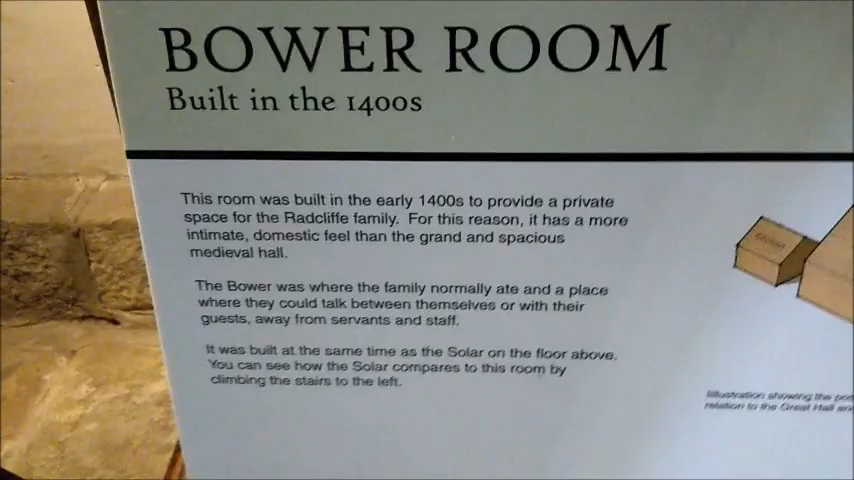 BOWER ROOM
Built in the 1400s
This room was built in the early 1400s to provide a private
space for the Radcliffe family. For this reason, it has a more
intimate, domestic feel than the grand and spacious
medieval hall.
The Bower was where the family normally ate and a place
where they could talk between themselves or with their
guests, away from servants and staff.
It was built at the same time as the Solar on the floor above.
You can see how the Solar compares to this room by
climbing the stairs to the left.
Illustration showing the
relation to the Great Hall